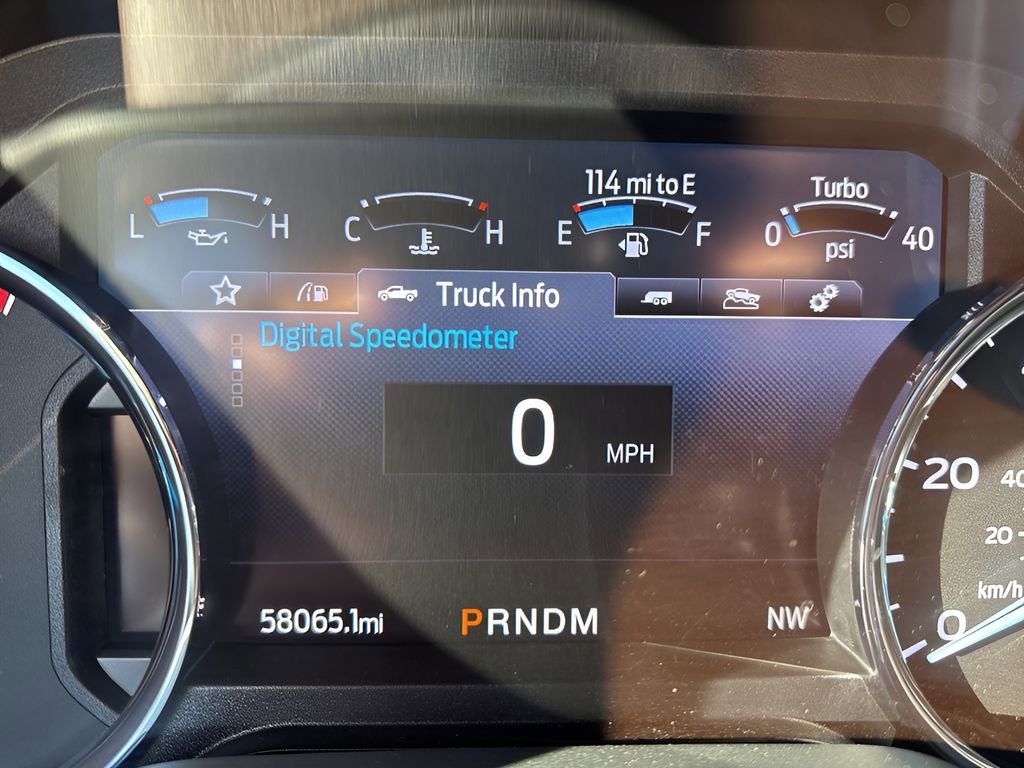 114 mi to E
Turbo
L H
C H
E F
0 40
psi
Truck Info
Digital Speedometer
0 MPH
20
40
20
km/h
0
58065.1mi
PRNDM
NW